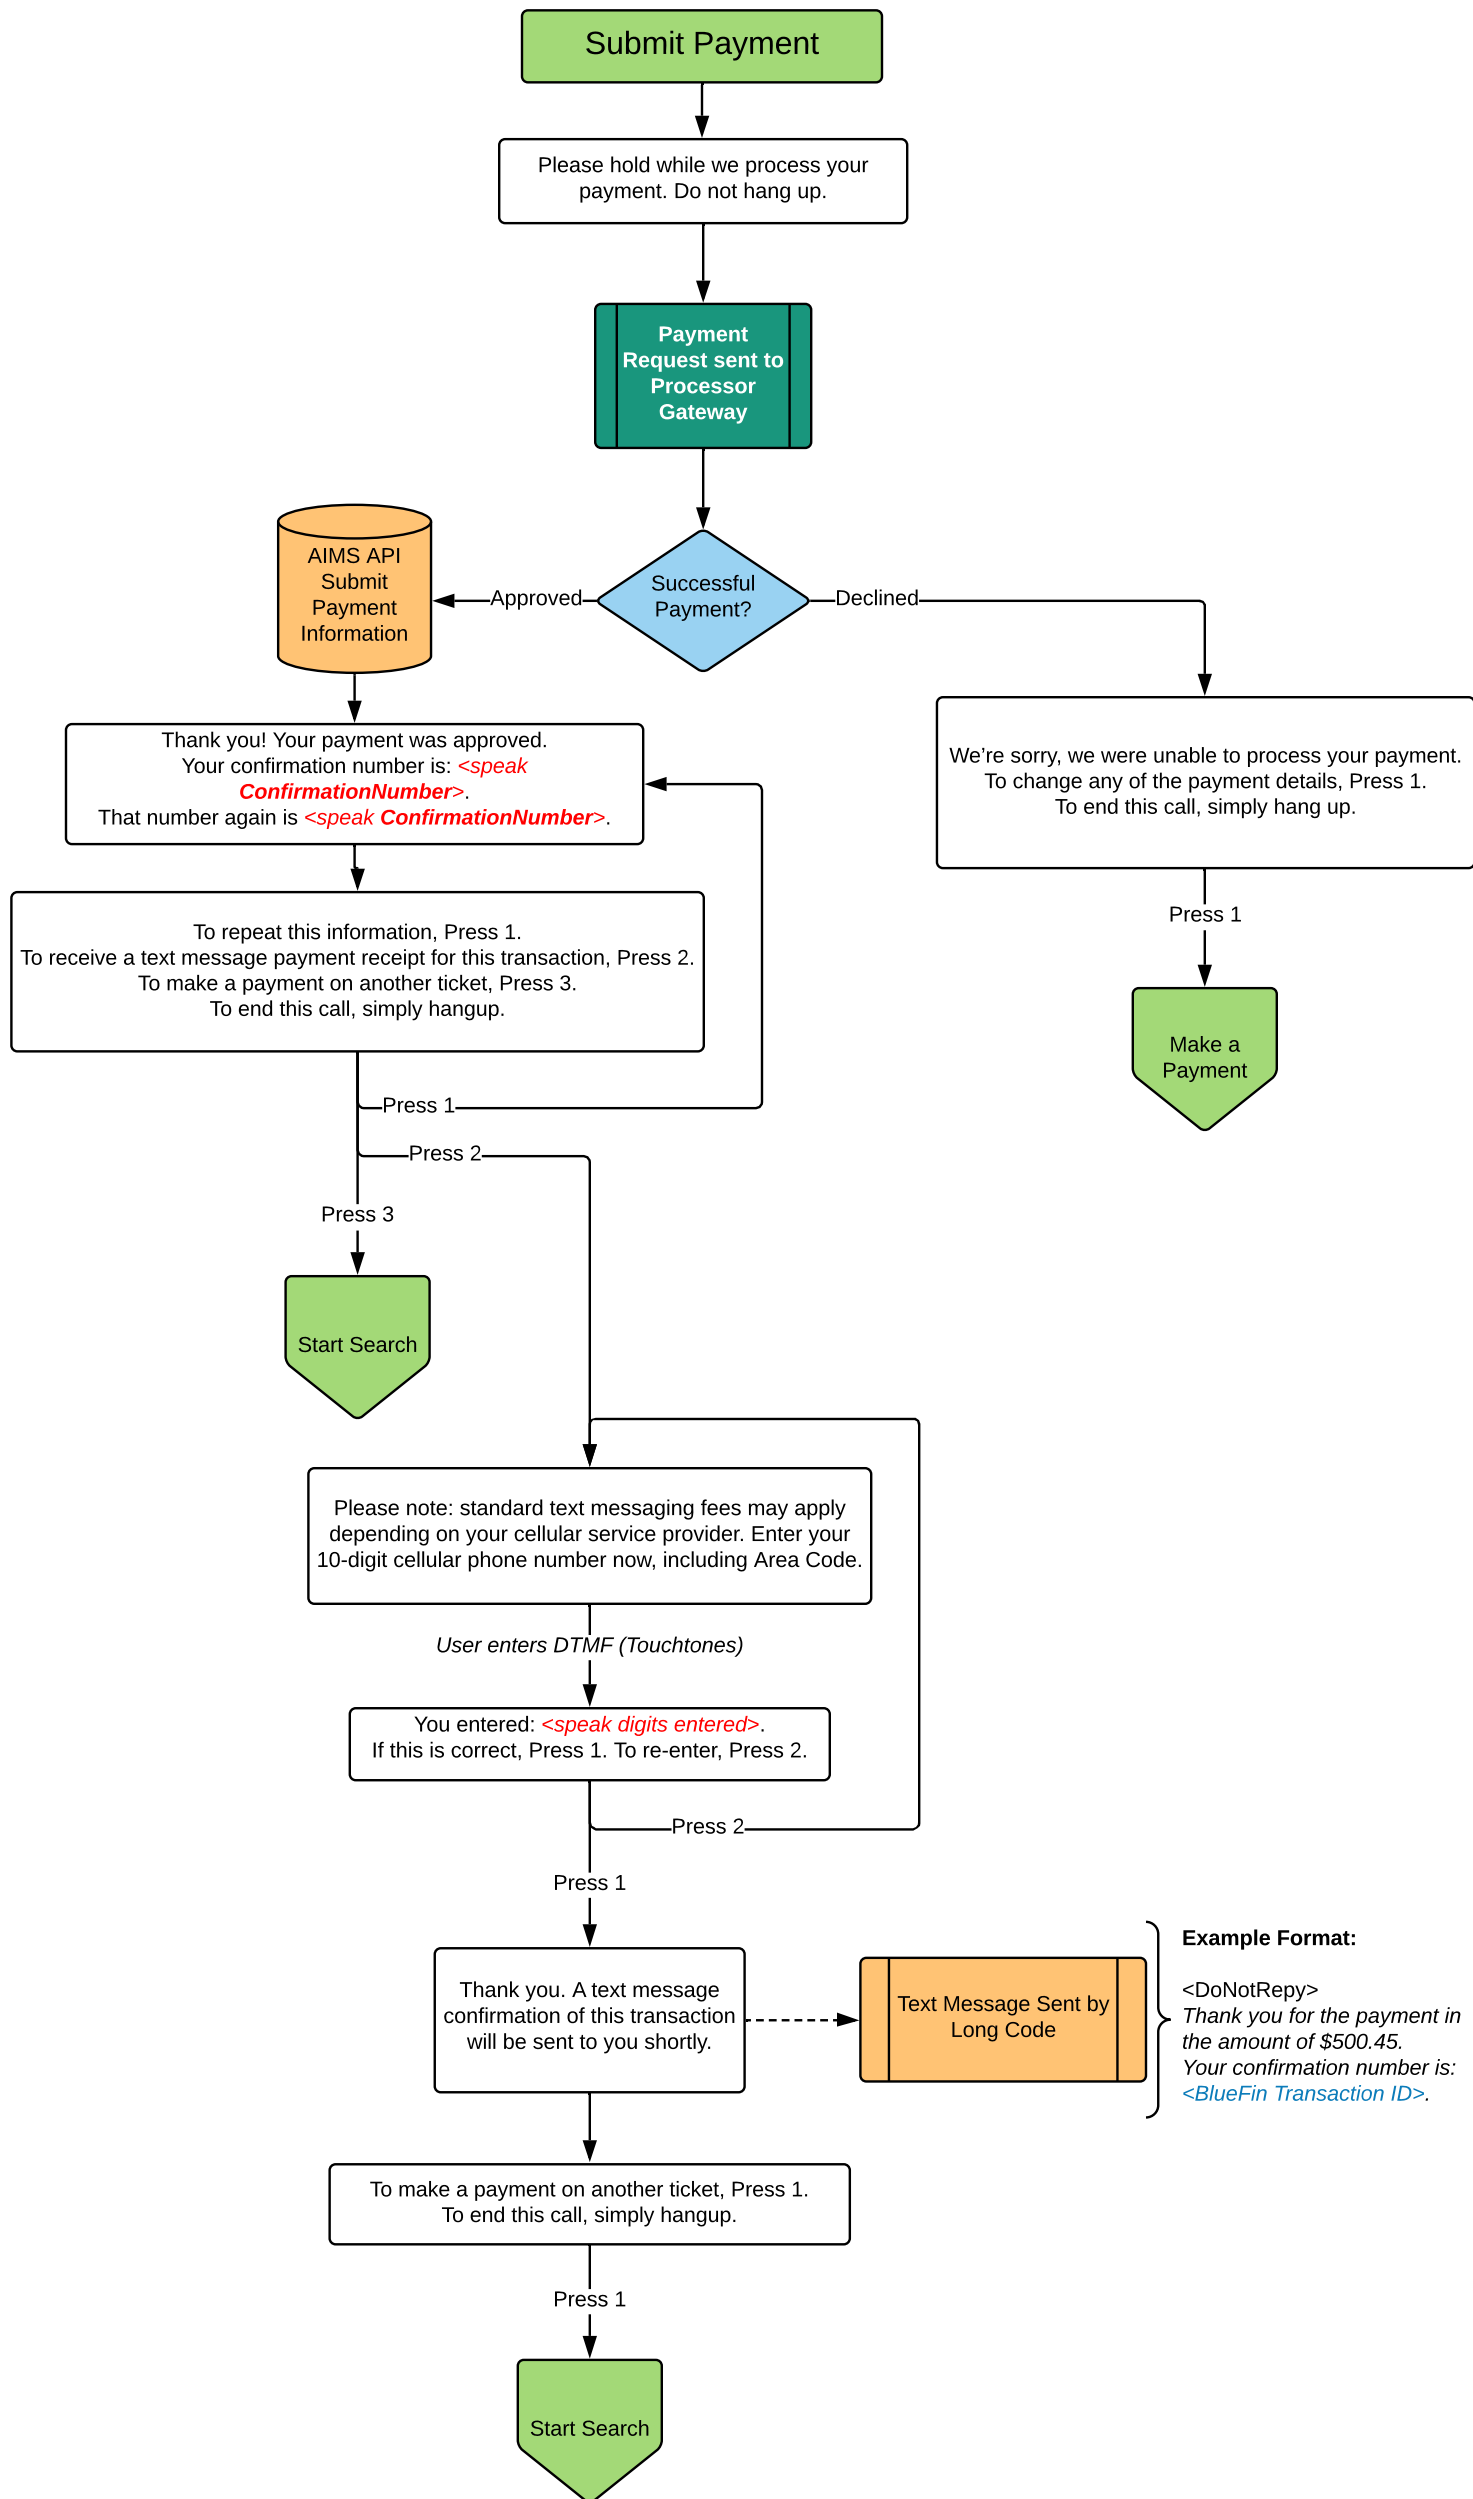 Submit Payment
Please hold while we process your
payment. Do not hang up.
Payment
Request sent to
Processor
Gateway
AIMS API
Submit
Payment
Information
Approved
Successful
Payment?
Declined
Thank you! Your payment was approved.
Your confirmation number is: <speak
ConfirmationNumber>.
That number again is <speak ConfirmationNumber>.
We’re sorry, we were unable to process your payment.
To change any of the payment details, Press 1.
To end this call, simply hang up.
Press 1
Make a
Payment
To repeat this information, Press 1.
To receive a text message payment receipt for this transaction, Press 2.
To make a payment on another ticket, Press 3.
To end this call, simply hangup.
Press 1
Press 2
Press 3
Start Search
Please note: standard text messaging fees may apply
depending on your cellular service provider. Enter your
10-digit cellular phone number now, including Area Code.
User enters DTMF (Touchtones)
You entered: <speak digits entered>.
If this is correct, Press 1. To re-enter, Press 2.
Press 2
Press 1
Thank you. A text message
confirmation of this transaction
will be sent to you shortly.
Text Message Sent by
Long Code
Example Format:
<DoNotRepy>
Thank you for the payment in
the amount of $500.45.
Your confirmation number is:
<BlueFin Transaction ID>.
To make a payment on another ticket, Press 1.
To end this call, simply hangup.
Press 1
Start Search